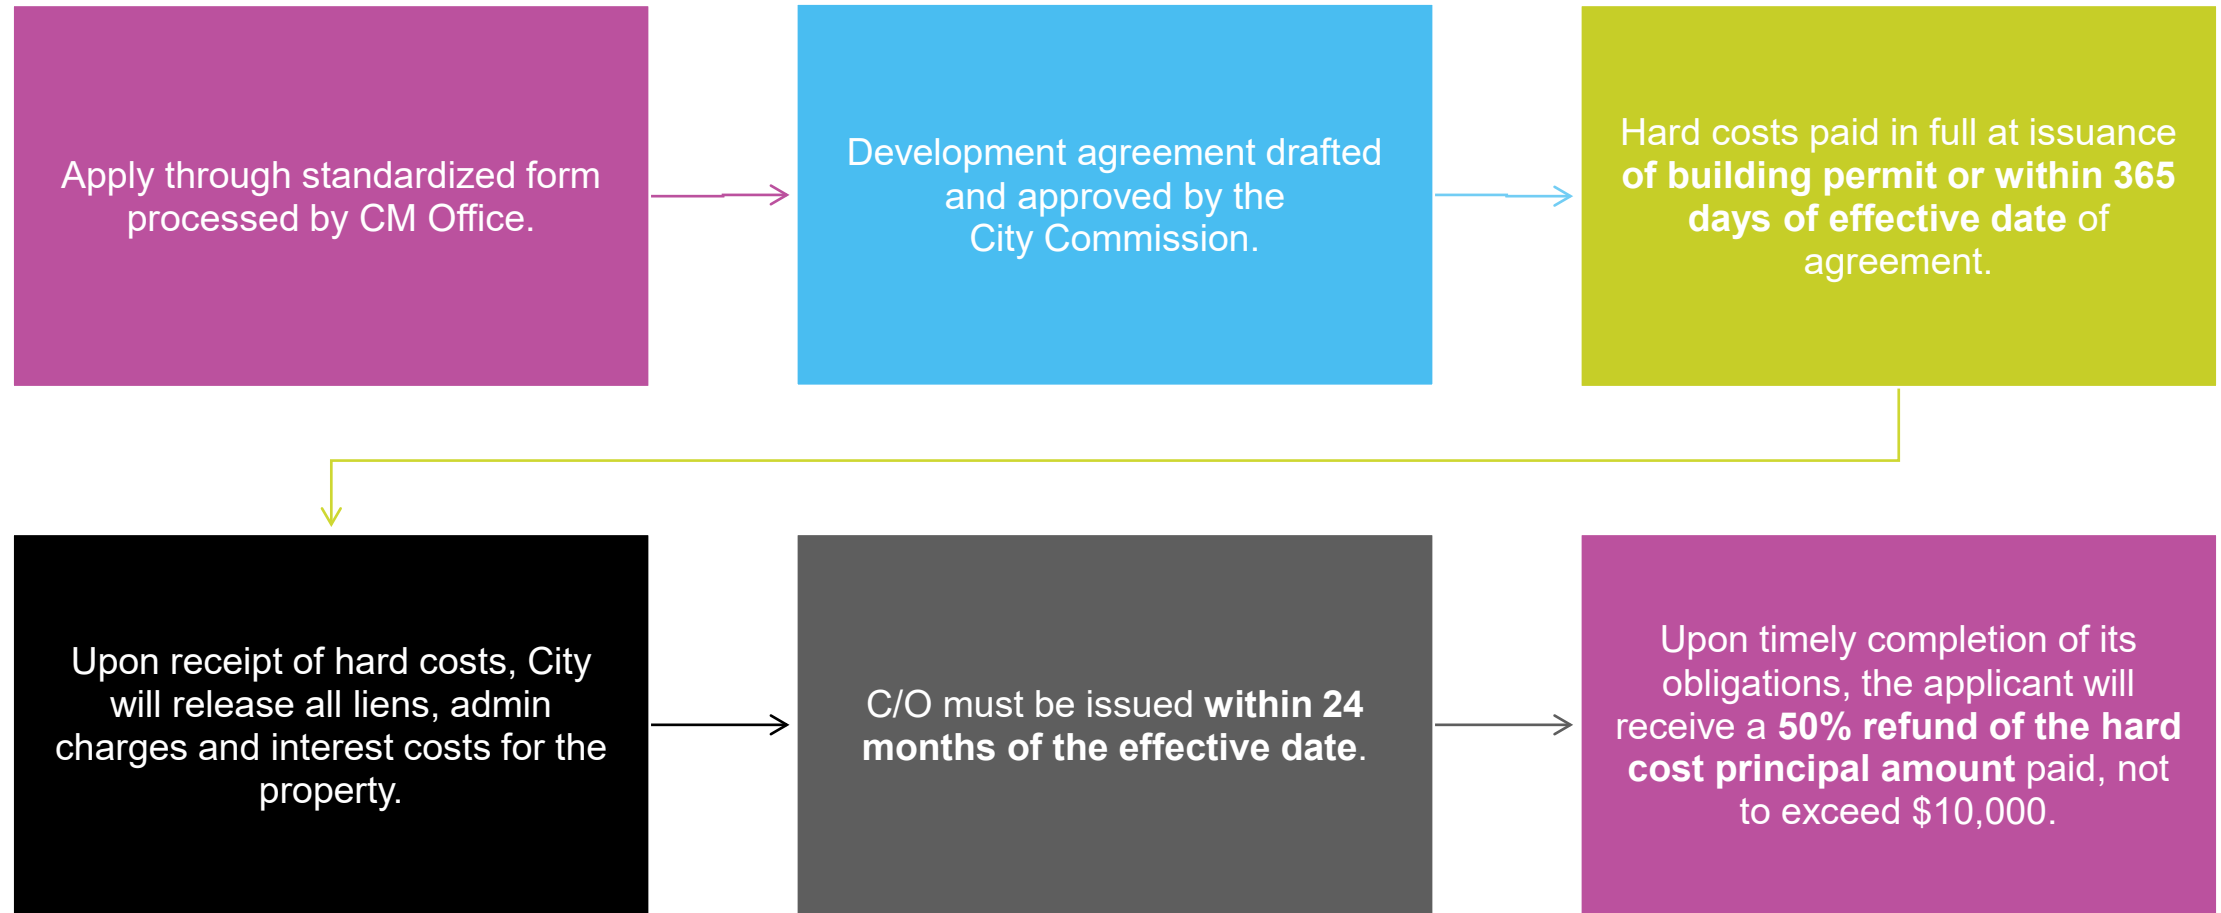 Apply through standardized form
processed by CM Office.
Development agreement drafted
and approved by the
City Commission.
Hard costs paid in full at issuance
of building permit or within 365
days of effective date of
agreement.
Upon receipt of hard costs, City
will release all liens, admin
charges and interest costs for the
property.
C/O must be issued within 24
months of the effective date.
Upon timely completion of its
obligations, the applicant will
receive a 50% refund of the hard
cost principal amount paid, not
to exceed $10,000.